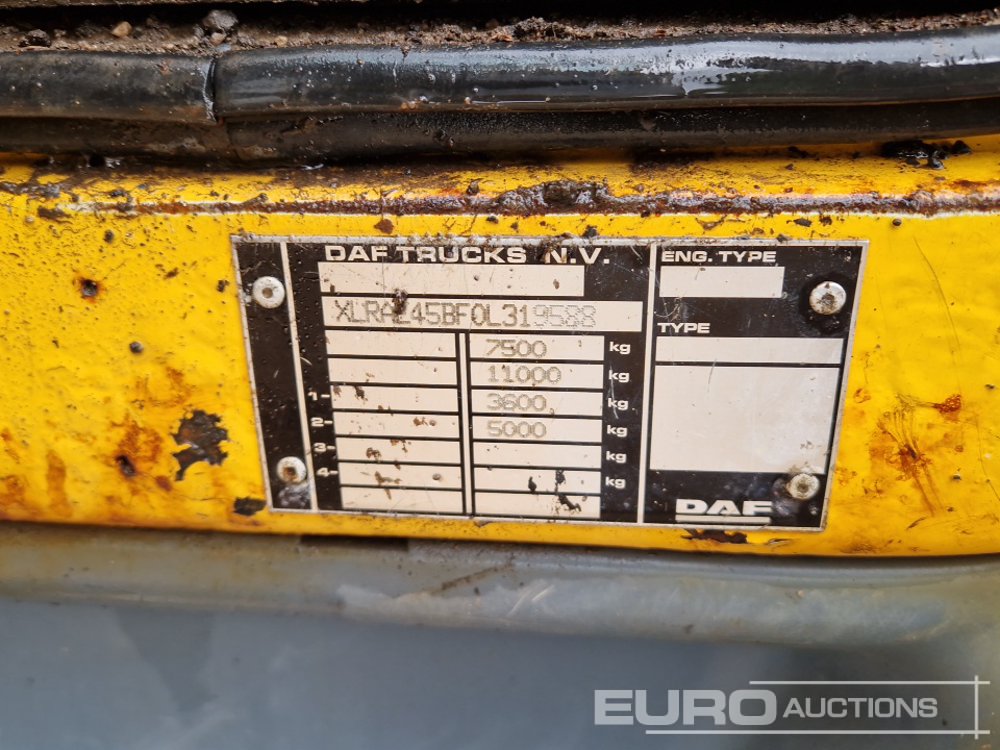 DAF TRUCKS N.V.
XLRAE45BF0L319588
7500 kg
11000 kg
1- 3600 kg
2- 5000 kg
3- kg
4- kg
ENG. TYPE
TYPE
DAF
EURO AUCTIONS